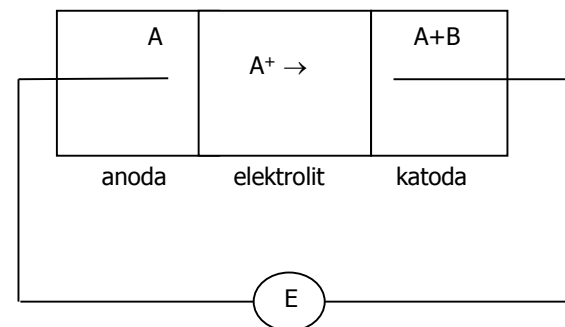 A
A+B
A⁺ →
anoda
elektrolit
katoda
E